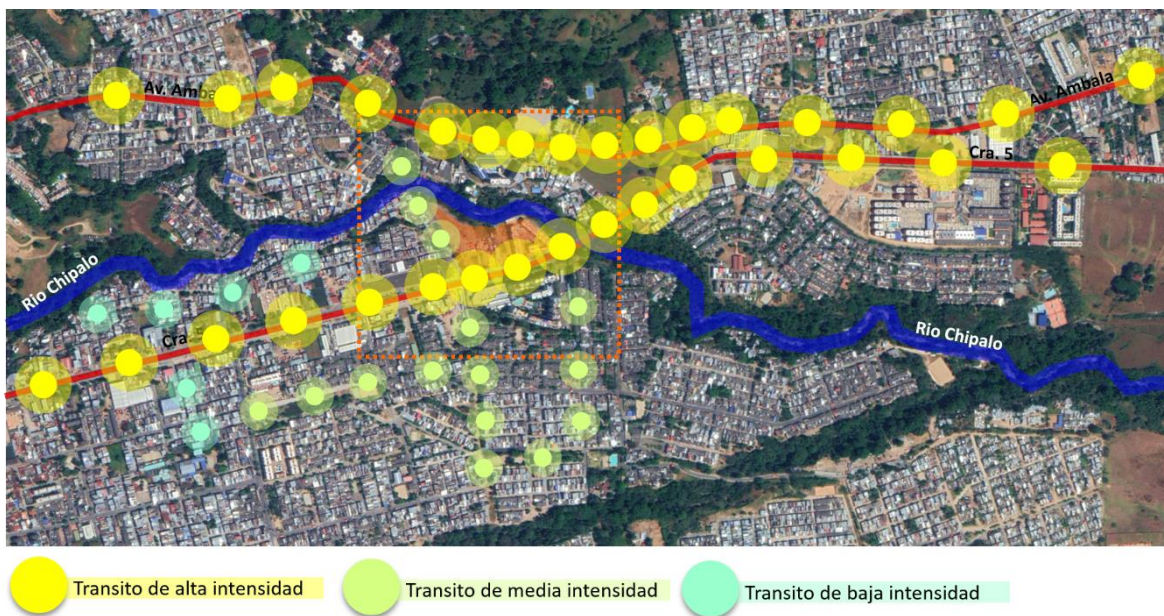 Av. Ambala
Av. Ambala
Cra. 5
Rio Chipalo
Cra.
Rio Chipalo
Transito de alta intensidad
Transito de media intensidad
Transito de baja intensidad